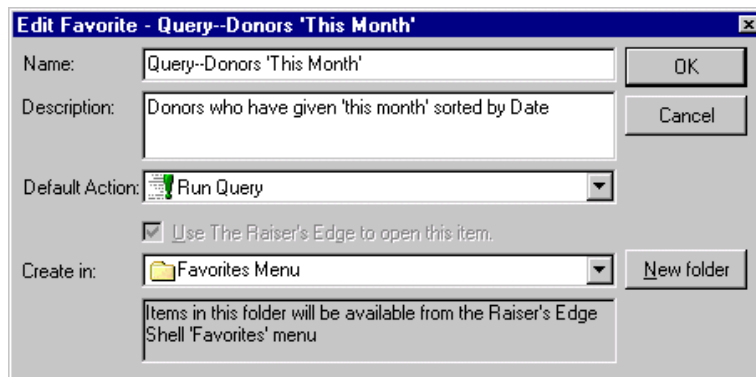 Edit Favorite - Query--Donors 'This Month'
Name: Query--Donors 'This Month' OK
Description: Donors who have given 'this month' sorted by Date Cancel
Default Action: Run Query
Use The Raiser's Edge to open this item.
Create in: Favorites Menu New folder
Items in this folder will be available from the Raiser's Edge
Shell 'Favorites' menu